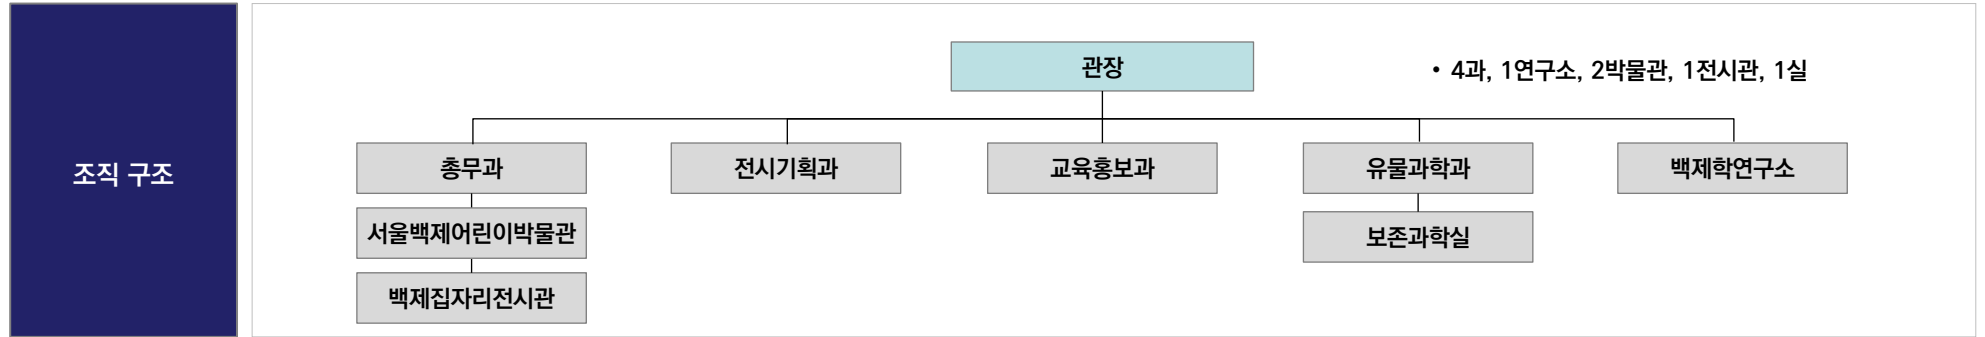 조직 구조
관장
• 4과, 1연구소, 2박물관, 1전시관, 1실
총무과
전시기획과
교육홍보과
유물과학과
백제학연구소
서울백제어린이박물관
보존과학실
백제집자리전시관